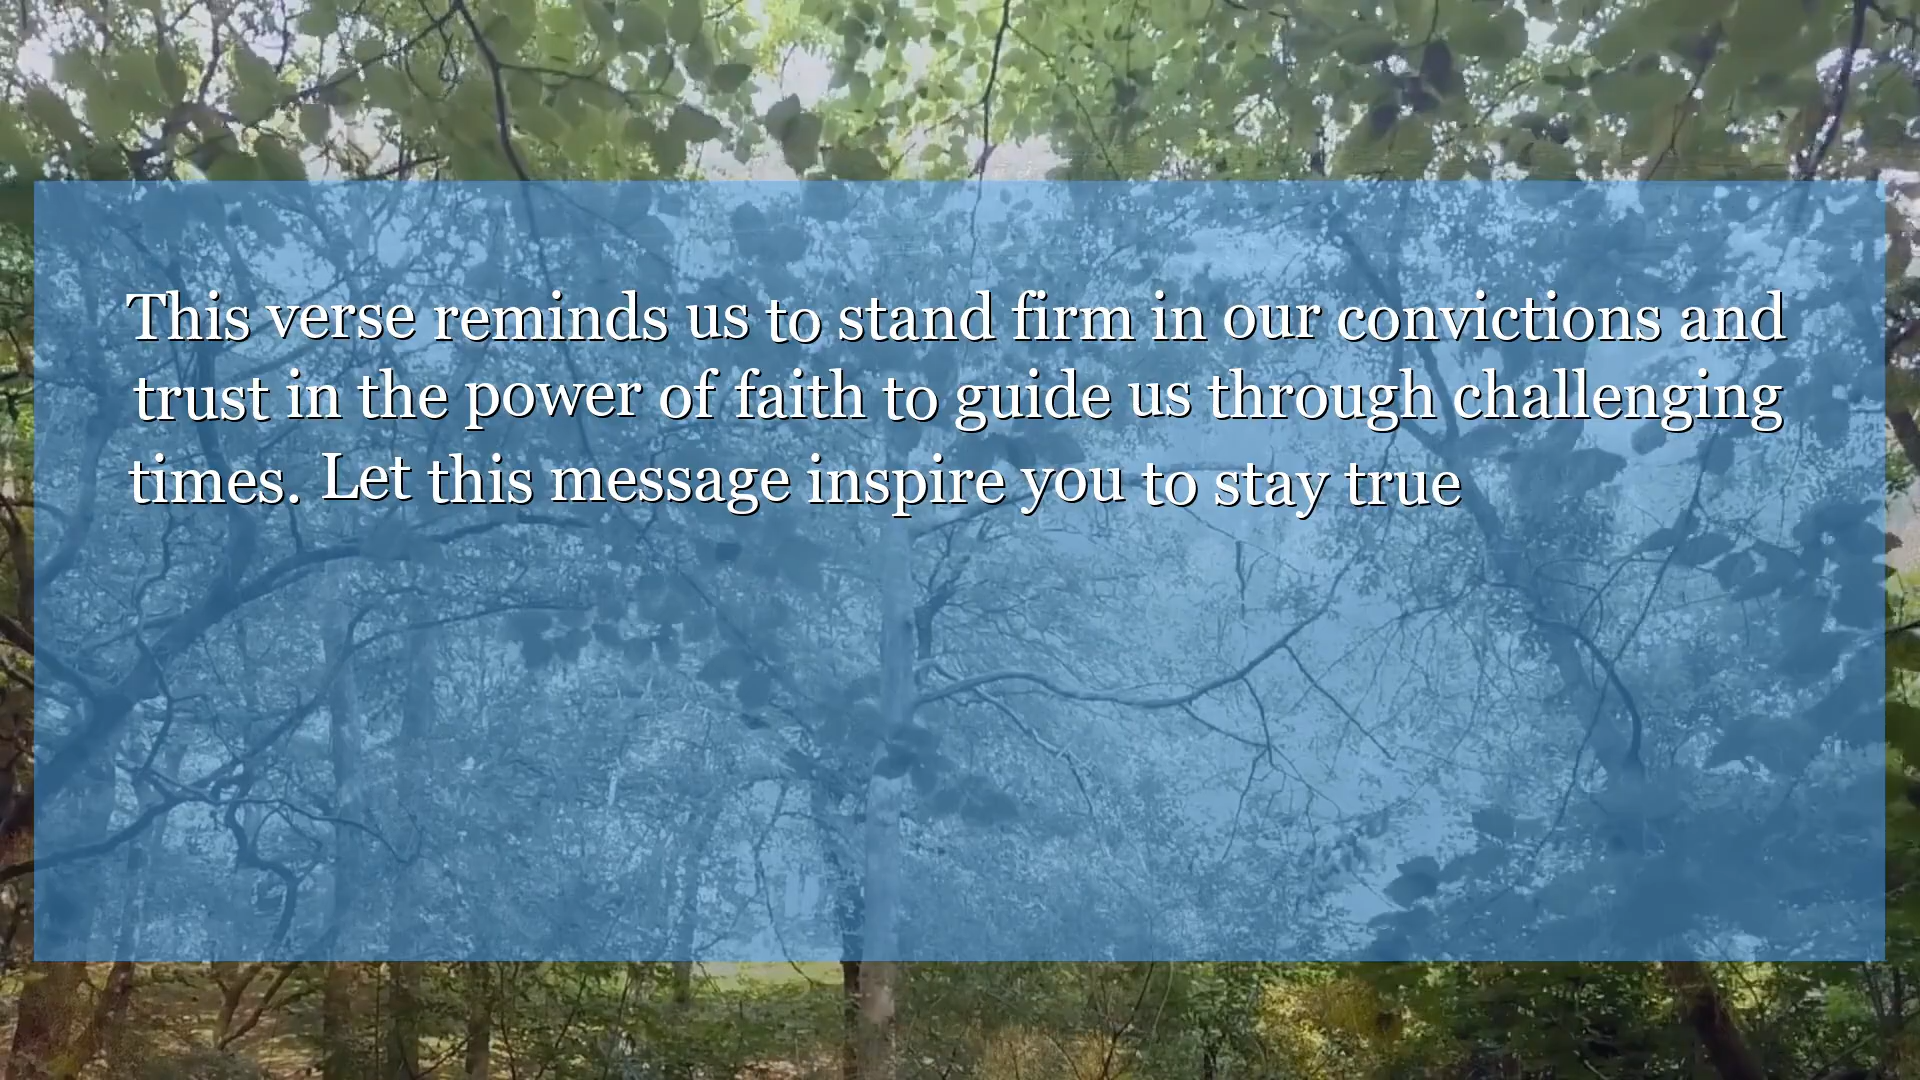 This verse reminds us to stand firm in our convictions and
trust in the power of faith to guide us through challenging
times. Let this message inspire you to stay true